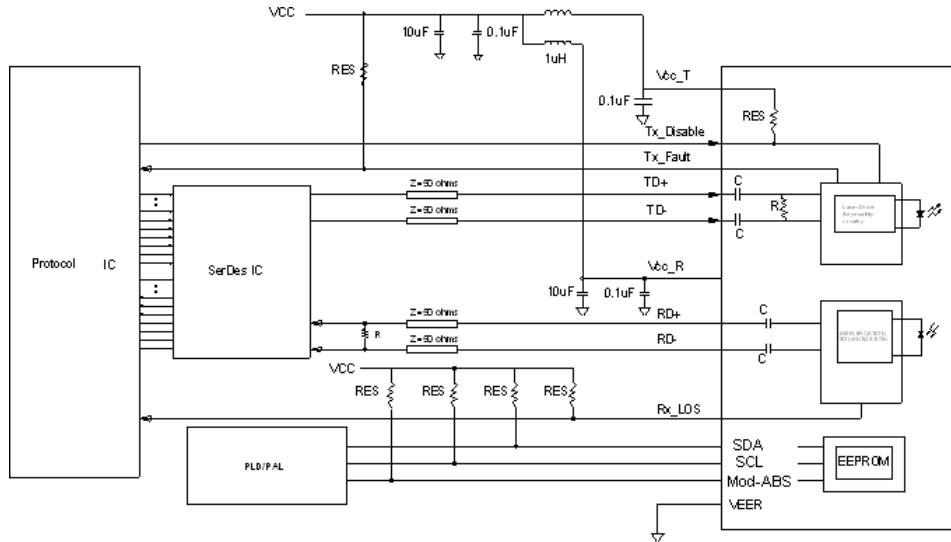 VCC
10uF
0.1uF
1uH
RES
Vcc_T
0.1uF
RES
Tx_Disable
Tx_Fault
Z=50 ohms
TD+
C
R
Z=50 ohms
TD-
C
Protocol IC
SerDes IC
Vcc_R
10uF
0.1uF
Z=50 ohms
RD+
C
R
Z=50 ohms
RD-
C
VCC
RES
RES
RES
RES
Rx_LOS
PLD/PAL
SDA
SCL
Mod-ABS
EEPROM
VEER